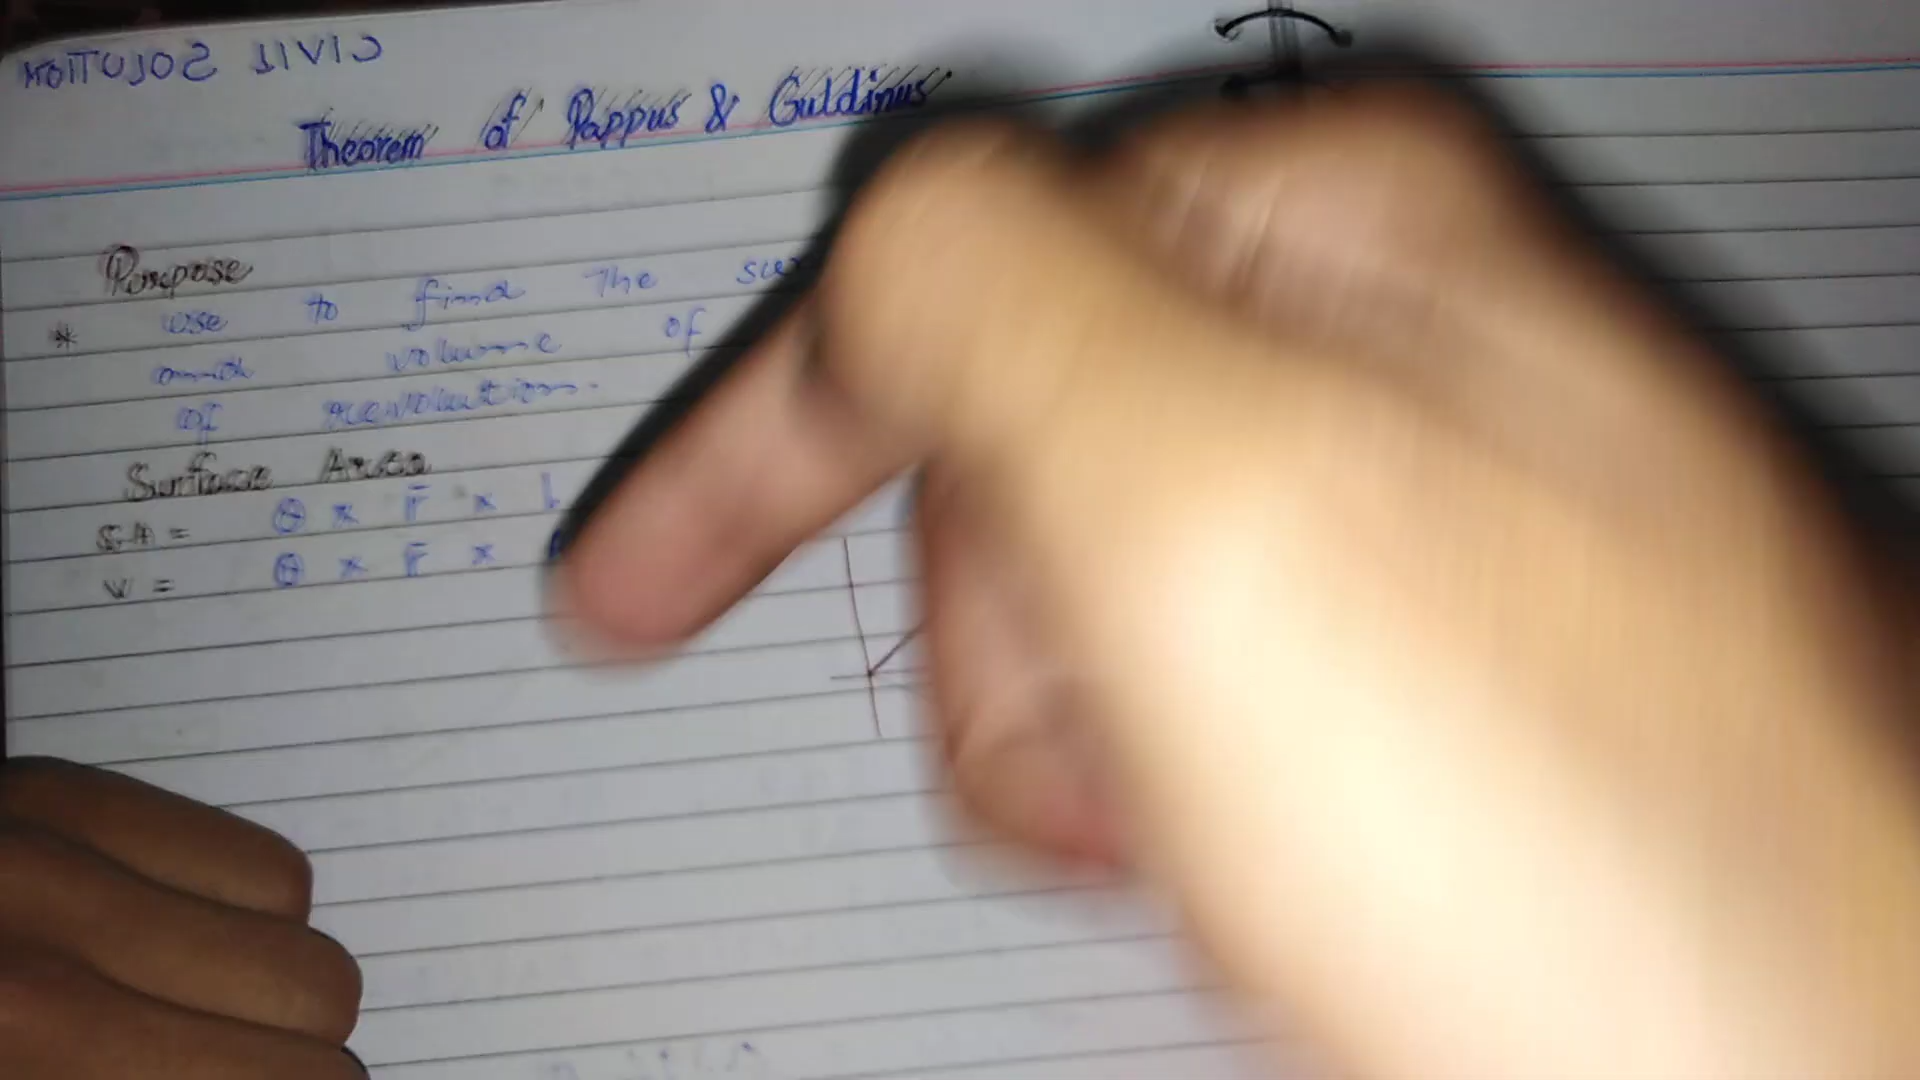 CIVIL SOLUTION
Theorem of Pappus & Guldinus
Purpose
* use to find the
and volume of
of revolution.
Surface Area
S.A = θ x r̄ x L
V = θ x r̄ x